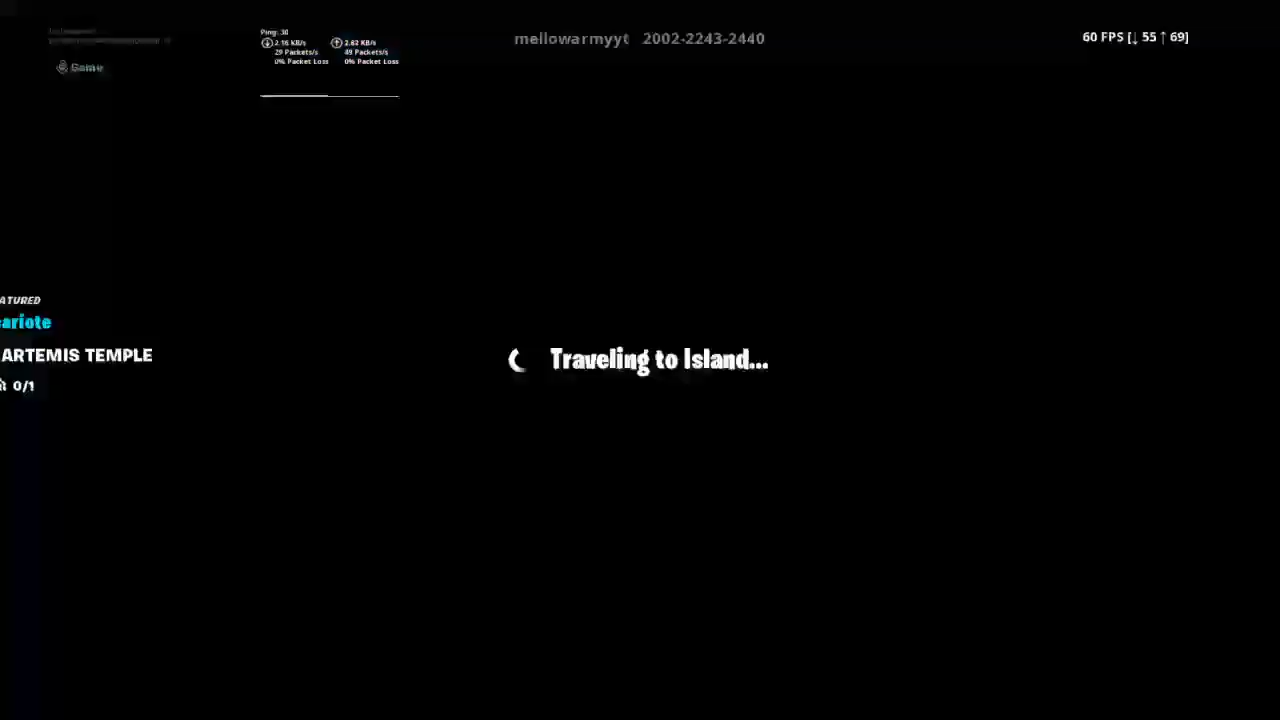 Ping: 30
2.16 KB/s 2.62 KB/s
29 Packets/s 49 Packets/s
0% Packet Loss 0% Packet Loss
mellowarmyyt 2002-2243-2440
60 FPS [↓ 55 ↑ 69]
Game
ATURED
ariote
ARTEMIS TEMPLE
0/1
Traveling to Island...